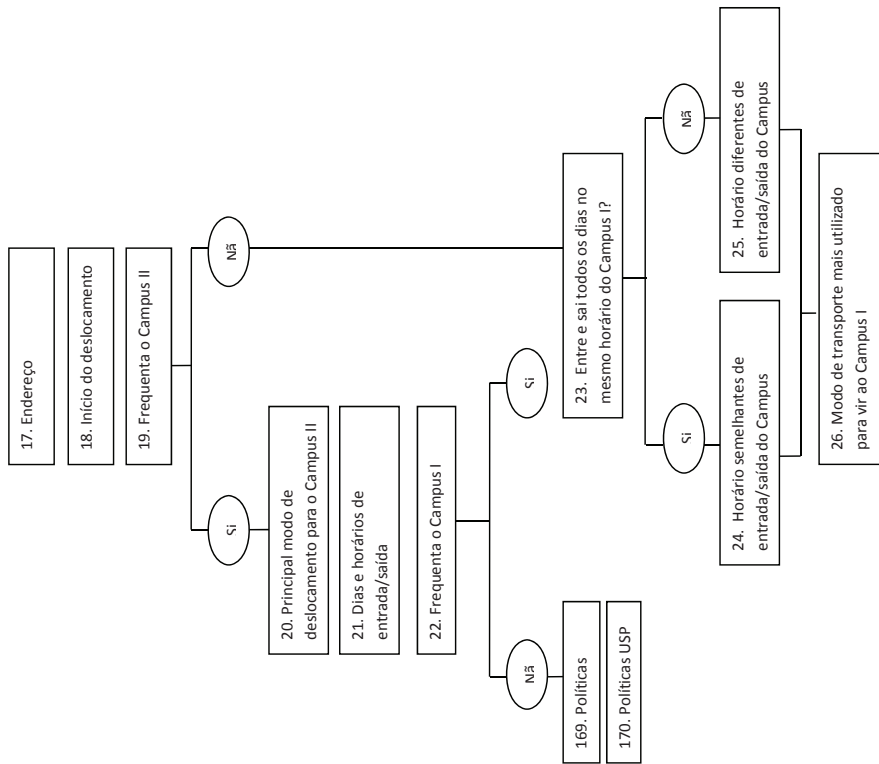 17. Endereço
18. Início do deslocamento
19. Frequenta o Campus II
Si
Nã
20. Principal modo de
deslocamento para o Campus II
21. Dias e horários de
entrada/saída
22. Frequenta o Campus I
Nã
Si
169. Políticas
170. Políticas USP
23. Entre e sai todos os dias no
mesmo horário do Campus I?
Si
Nã
24. Horário semelhantes de
entrada/saída do Campus
25. Horário diferentes de
entrada/saída do Campus
26. Modo de transporte mais utilizado
para vir ao Campus I